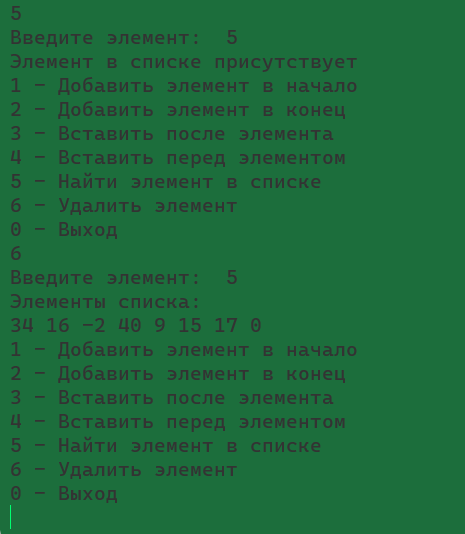 5
Введите элемент:  5
Элемент в списке присутствует
1 - Добавить элемент в начало
2 - Добавить элемент в конец
3 - Вставить после элемента
4 - Вставить перед элементом
5 - Найти элемент в списке
6 - Удалить элемент
0 - Выход
6
Введите элемент:  5
Элементы списка:
34 16 -2 40 9 15 17 0
1 - Добавить элемент в начало
2 - Добавить элемент в конец
3 - Вставить после элемента
4 - Вставить перед элементом
5 - Найти элемент в списке
6 - Удалить элемент
0 - Выход